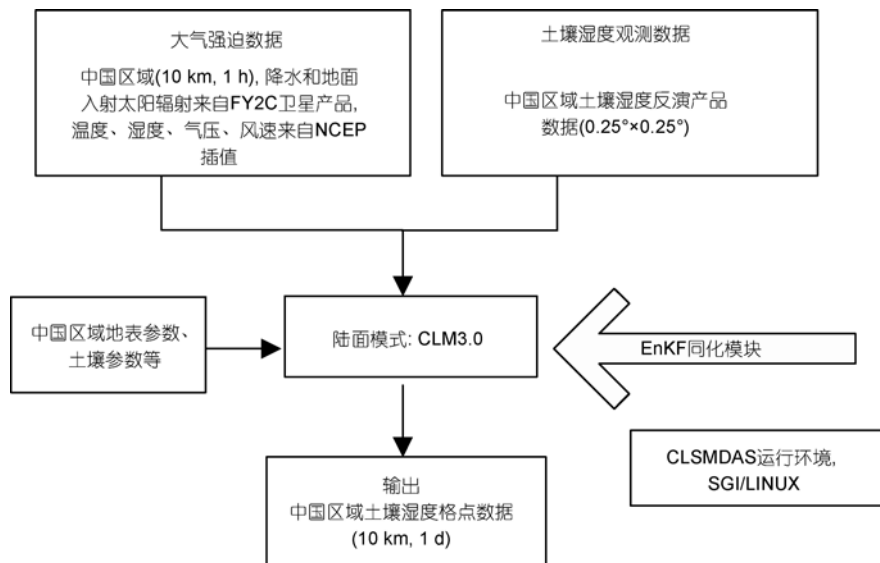 大气强迫数据
中国区域(10 km, 1 h), 降水和地面
入射太阳辐射来自FY2C卫星产品,
温度、湿度、气压、风速来自NCEP
插值
土壤湿度观测数据
中国区域土壤湿度反演产品
数据(0.25°×0.25°)
中国区域地表参数、
土壤参数等
陆面模式: CLM3.0
EnKF同化模块
CLSMDAS运行环境,
SGI/LINUX
输出
中国区域土壤湿度格点数据
(10 km, 1 d)